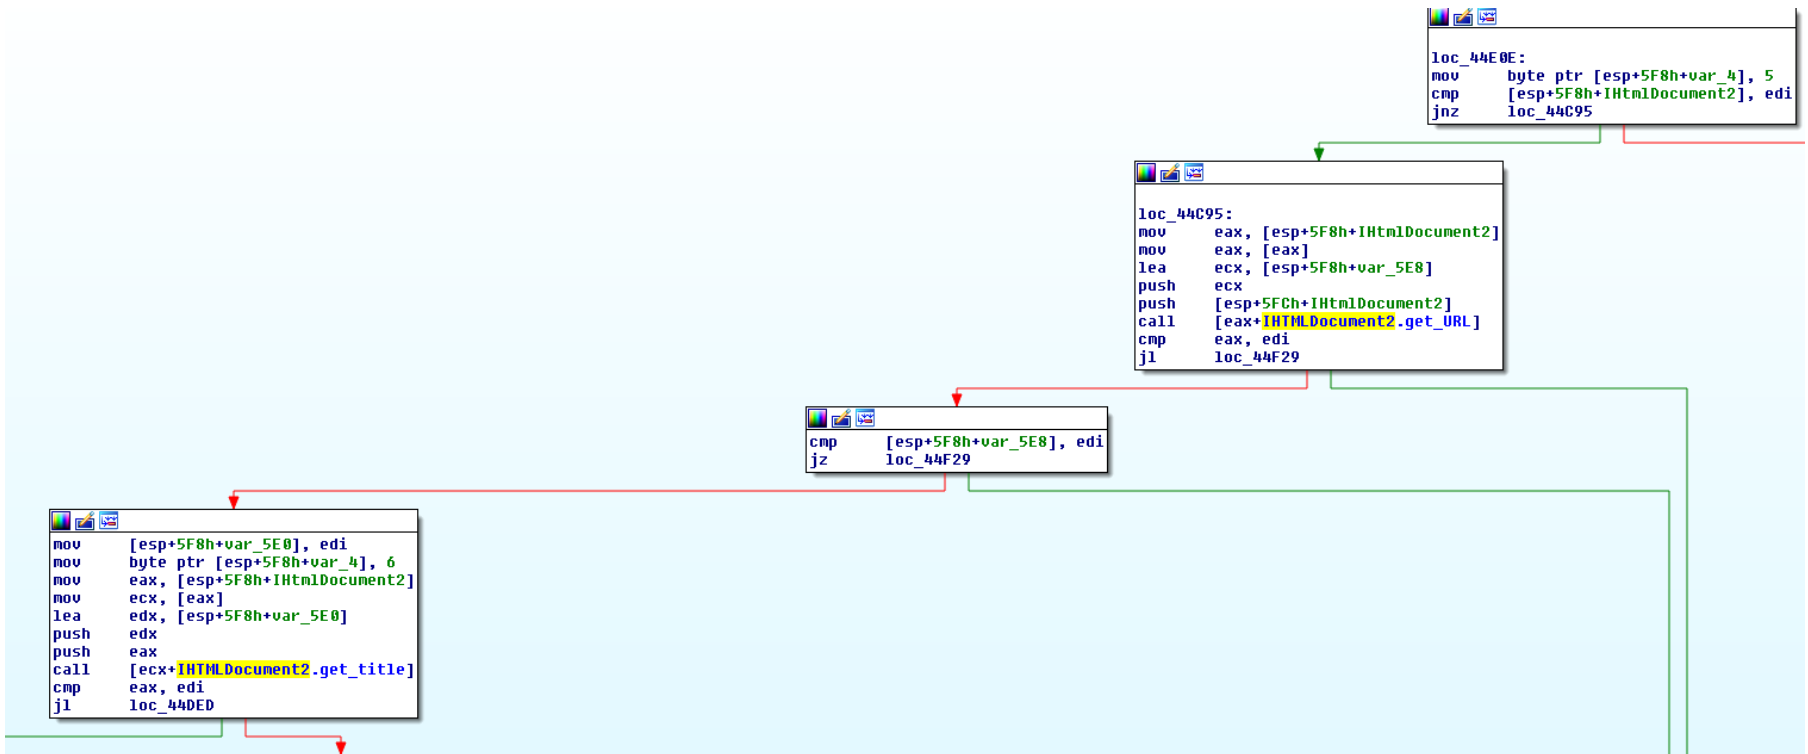 loc_44E0E:
mov byte ptr [esp+5F8h+var_4], 5
cmp [esp+5F8h+IHtmlDocument2], edi
jnz loc_44C95
loc_44C95:
mov eax, [esp+5F8h+IHtmlDocument2]
mov eax, [eax]
lea ecx, [esp+5F8h+var_5E8]
push ecx
push [esp+5FCh+IHtmlDocument2]
call [eax+IHTMLDocument2.get_URL]
cmp eax, edi
jl loc_44F29
cmp [esp+5F8h+var_5E8], edi
jz loc_44F29
mov [esp+5F8h+var_5E0], edi
mov byte ptr [esp+5F8h+var_4], 6
mov eax, [esp+5F8h+IHtmlDocument2]
mov ecx, [eax]
lea edx, [esp+5F8h+var_5E0]
push edx
push eax
call [ecx+IHTMLDocument2.get_title]
cmp eax, edi
jl loc_44DED